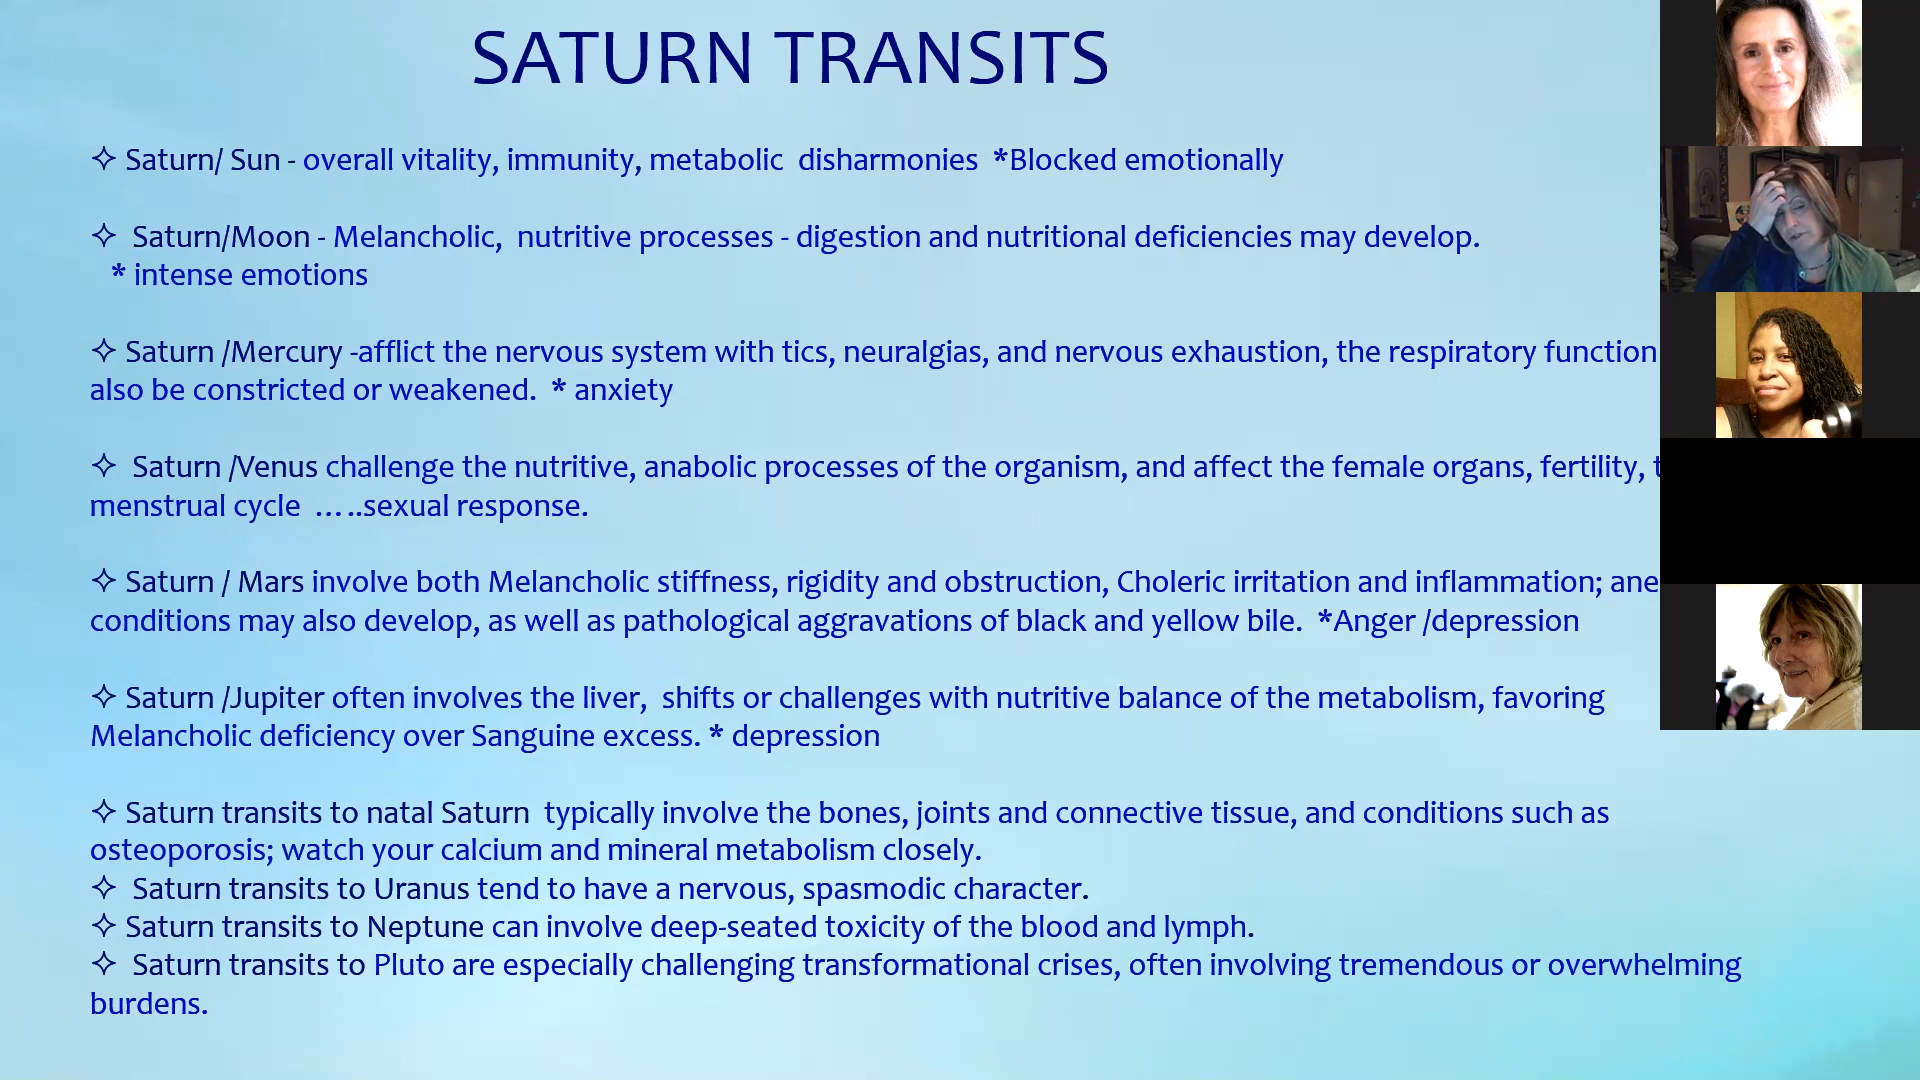 SATURN TRANSITS
✧ Saturn/ Sun - overall vitality, immunity, metabolic disharmonies *Blocked emotionally
✧ Saturn/Moon - Melancholic, nutritive processes - digestion and nutritional deficiencies may develop.
* intense emotions
✧ Saturn /Mercury -afflict the nervous system with tics, neuralgias, and nervous exhaustion, the respiratory function
also be constricted or weakened. * anxiety
✧ Saturn /Venus challenge the nutritive, anabolic processes of the organism, and affect the female organs, fertility,
menstrual cycle …..sexual response.
✧ Saturn / Mars involve both Melancholic stiffness, rigidity and obstruction, Choleric irritation and inflammation;
conditions may also develop, as well as pathological aggravations of black and yellow bile. *Anger /depression
✧ Saturn /Jupiter often involves the liver, shifts or challenges with nutritive balance of the metabolism, favoring
Melancholic deficiency over Sanguine excess. * depression
✧ Saturn transits to natal Saturn typically involve the bones, joints and connective tissue, and conditions such as
osteoporosis; watch your calcium and mineral metabolism closely.
✧ Saturn transits to Uranus tend to have a nervous, spasmodic character.
✧ Saturn transits to Neptune can involve deep-seated toxicity of the blood and lymph.
✧ Saturn transits to Pluto are especially challenging transformational crises, often involving tremendous or overwhelming
burdens.